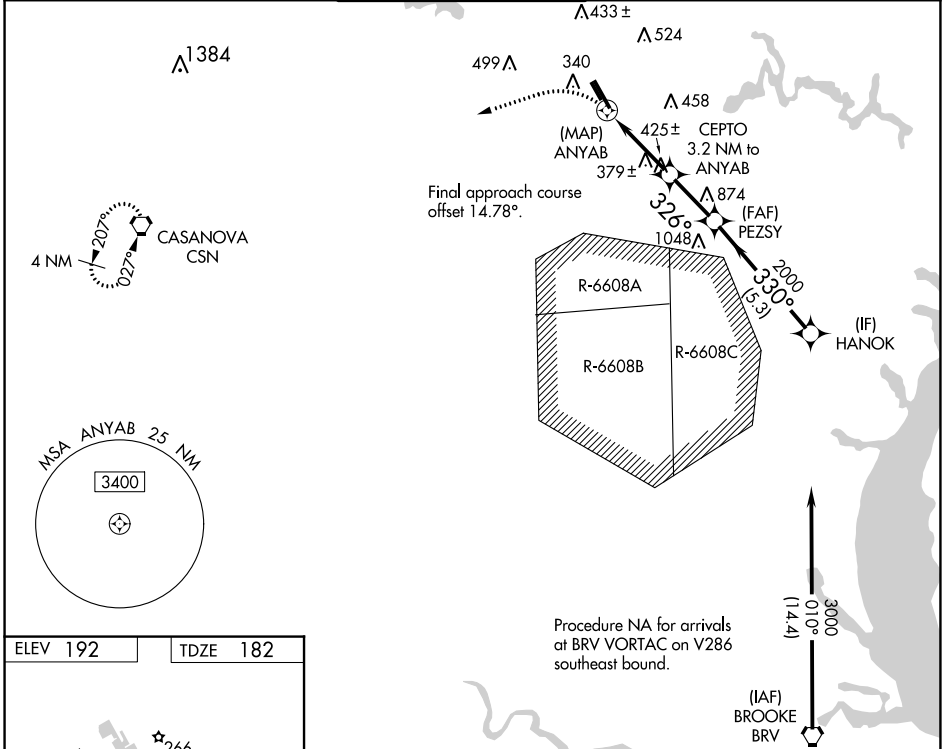 433 ±
524
1384
499
340
458
(MAP)
ANYAB
425 ±
CEPTO
3.2 NM to
ANYAB
379 ±
Final approach course
offset 14.78°.
874
326°
(FAF)
PEZSY
1048
207°
027°
4 NM
CASANOVA
CSN
2000
330°
(5.3)
R-6608A
(IF)
HANOK
R-6608B
R-6608C
MSA ANYAB 25 NM
3400
3000
010°
(14.4)
Procedure NA for arrivals
at BRV VORTAC on V286
southeast bound.
ELEV 192
TDZE 182
(IAF)
BROOKE
BRV
266